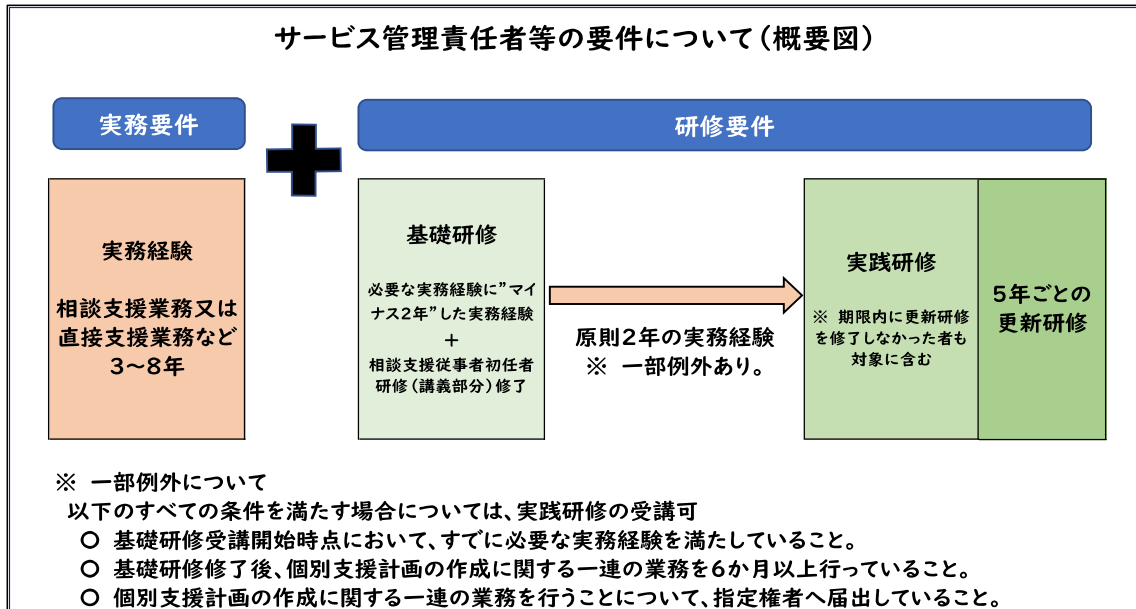 サービス管理責任者等の要件について（概要図）
実務要件
研修要件
実務経験
相談支援業務又は
直接支援業務など
3～8年
基礎研修
必要な実務経験に”マイ
ナス2年”した実務経験
+
相談支援従事者初任者
研修（講義部分）修了
原則2年の実務経験
※ 一部例外あり。
実践研修
※ 期限内に更新研修
を修了しなかった者も
対象に含む
5年ごとの
更新研修
※ 一部例外について
以下のすべての条件を満たす場合については、実践研修の受講可
○ 基礎研修受講開始時点において、すでに必要な実務経験を満たしていること。
○ 基礎研修修了後、個別支援計画の作成に関する一連の業務を6か月以上行っていること。
○ 個別支援計画の作成に関する一連の業務を行うことについて、指定権者へ届出していること。